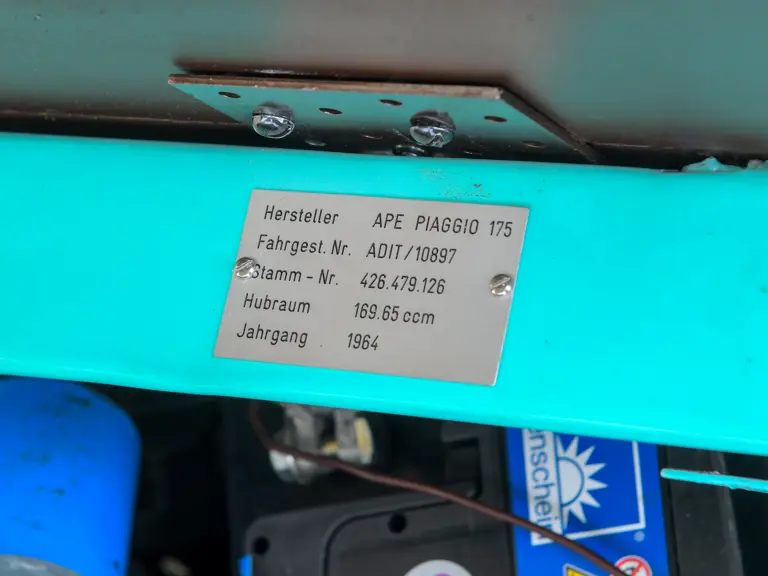 Hersteller APE PIAGGIO 175
Fahrgest. Nr. ADIT/10897
Stamm - Nr. 426.479.126
Hubraum 169.65 ccm
Jahrgang . 1964
nenschein
®